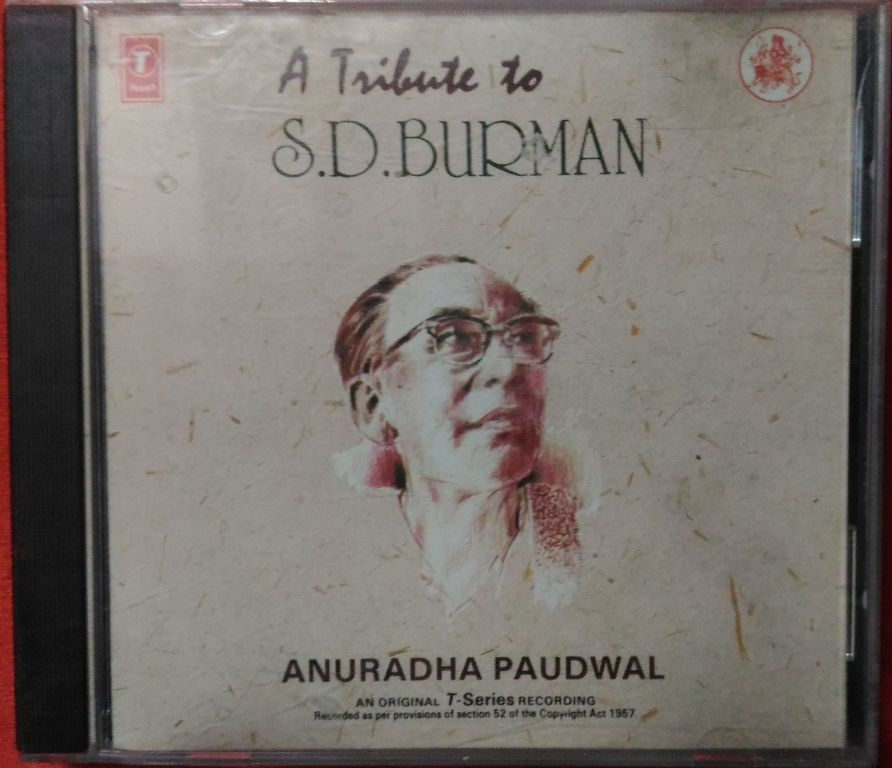 T
SERIES
A Tribute to
S.D.BURMAN
ANURADHA PAUDWAL
AN ORIGINAL T-Series RECORDING
Recorded as per provisions of section 52 of the Copyright Act 1957.